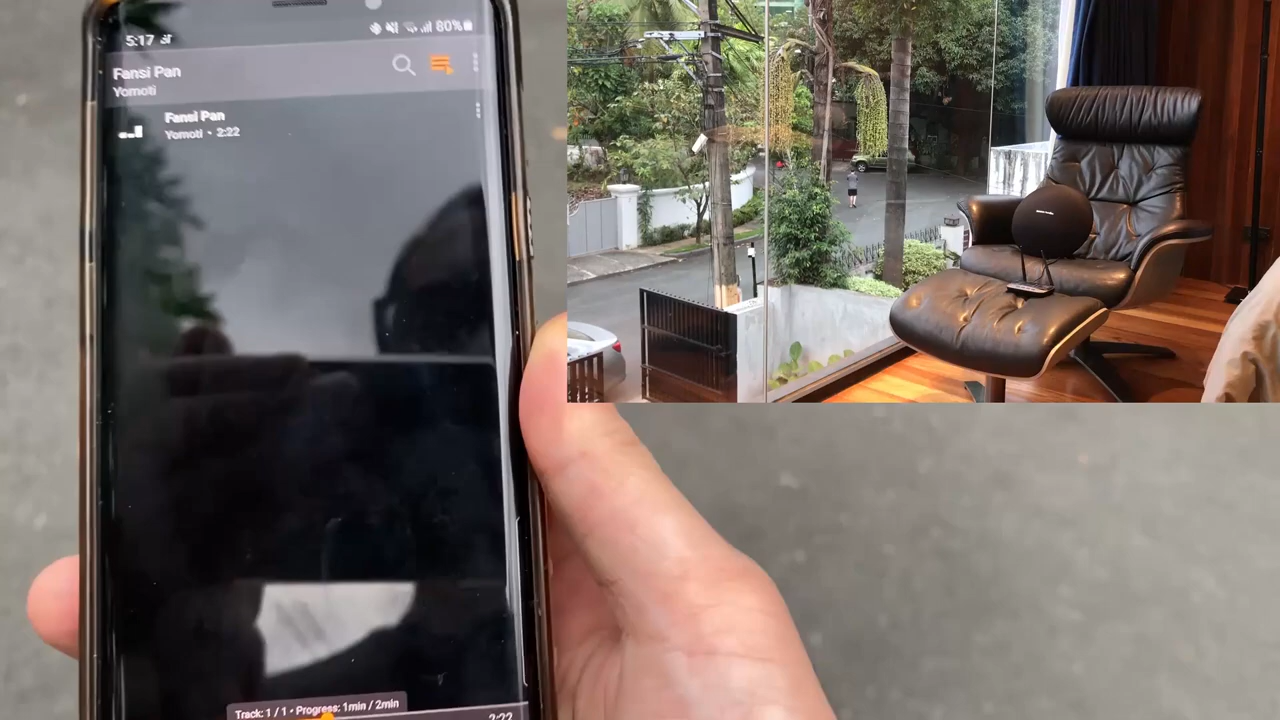 5:17
80%
Fansi Pan
Yomoti
Fansi Pan
Yomoti • 2:22
Track: 1 / 1 • Progress: 1min / 2min
2:22